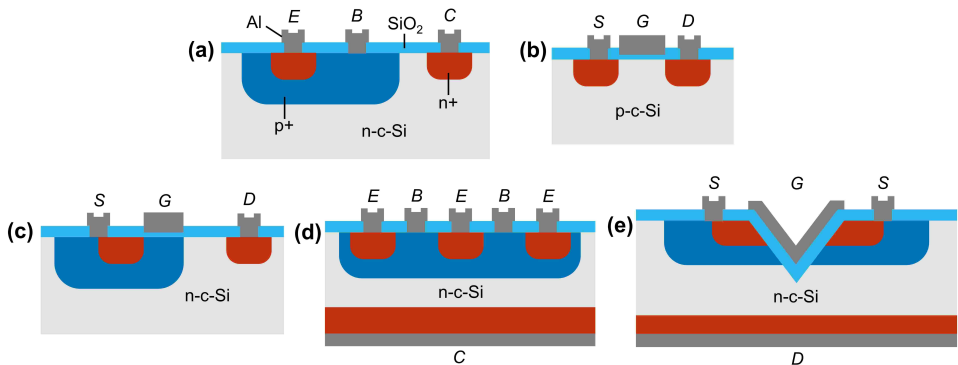 (a)
Al
E
B
SiO₂
C
p+
n+
n-c-Si
(b)
S
G
D
p-c-Si
(c)
S
G
D
n-c-Si
(d)
E
B
E
B
E
n-c-Si
C
(e)
S
G
S
n-c-Si
D